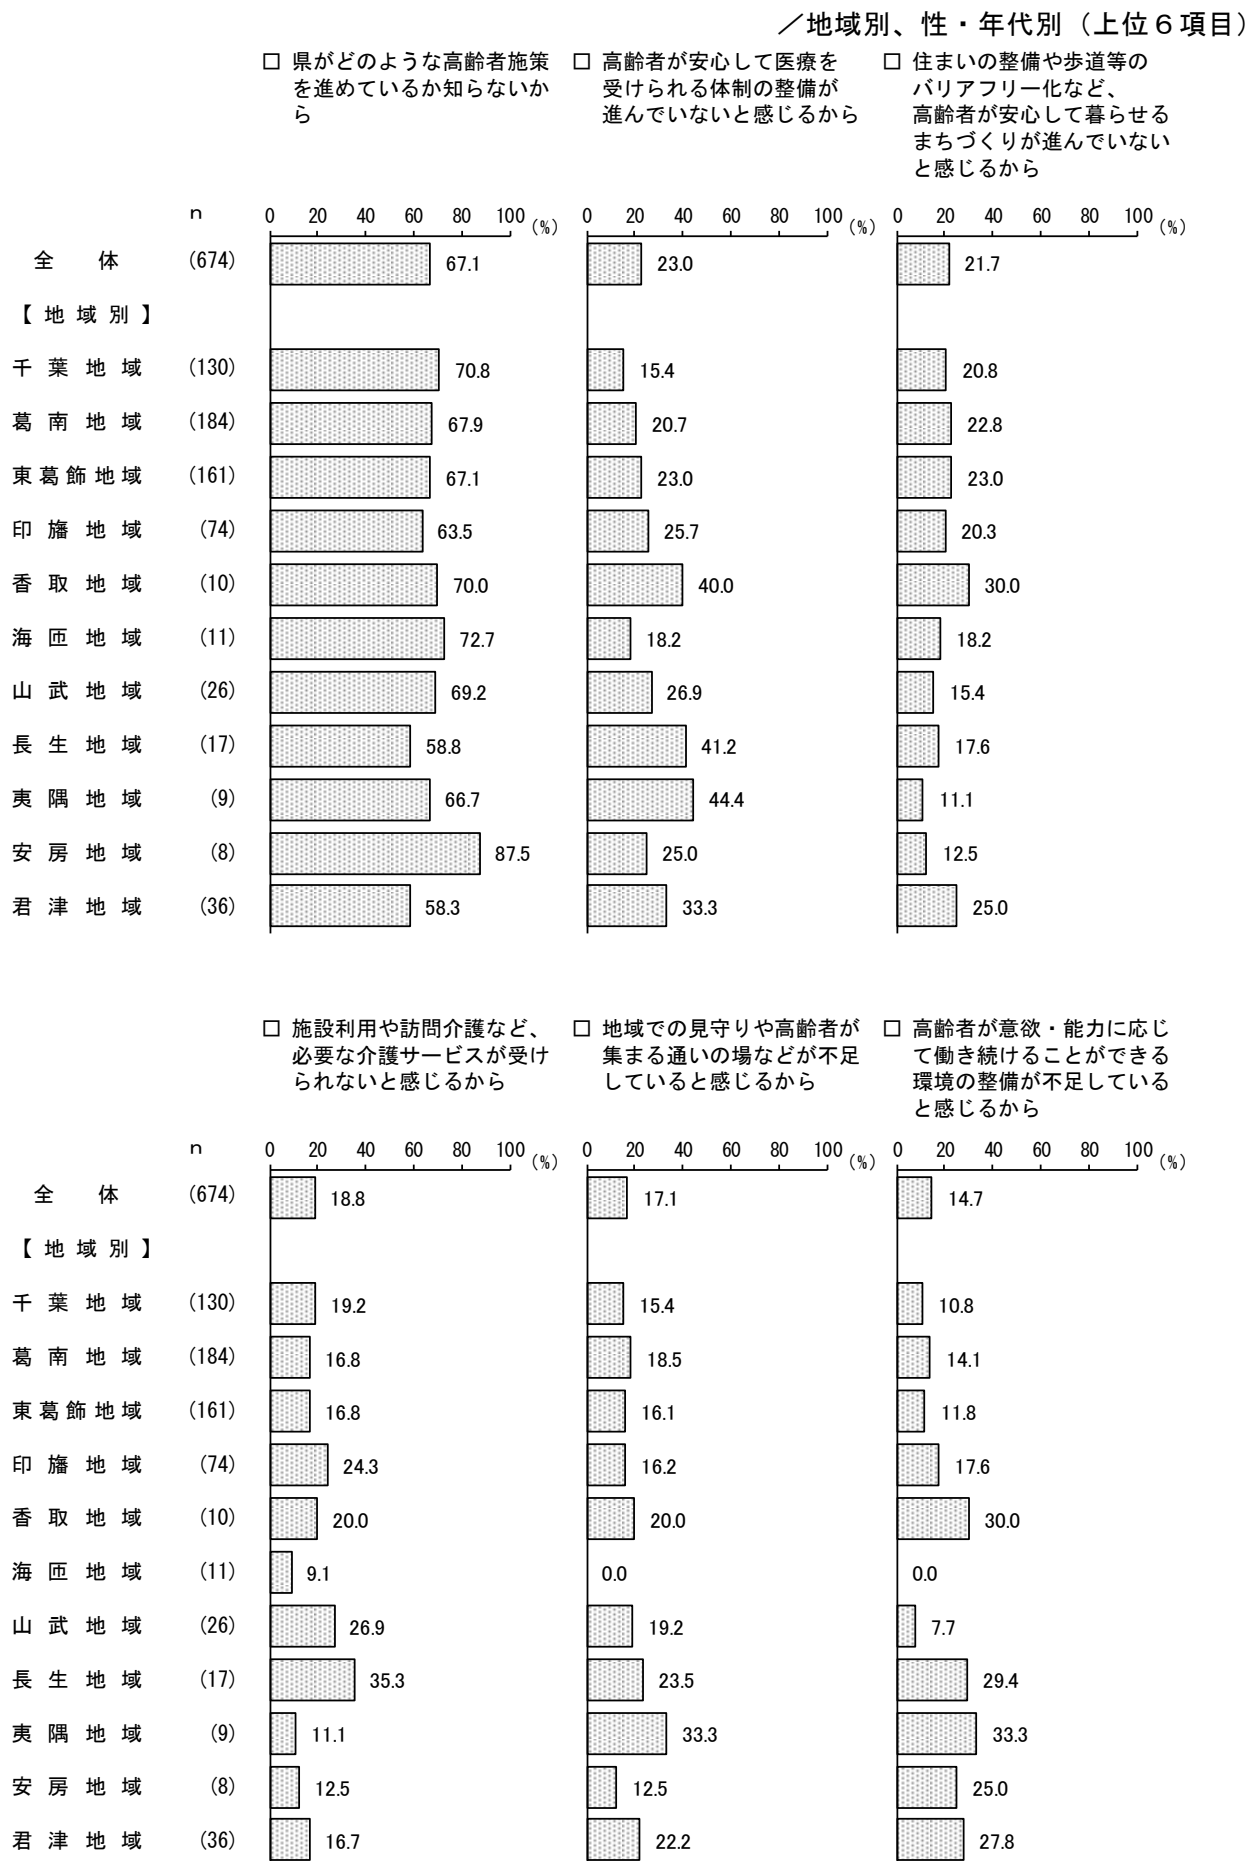 ／地域別、性・年代別（上位６項目）
□ 県がどのような高齢者施策
を進めているか知らないか
ら
□ 高齢者が安心して医療を
受けられる体制の整備が
進んでいないと感じるから
□ 住まいの整備や歩道等の
バリアフリー化など、
高齢者が安心して暮らせる
まちづくりが進んでいない
と感じるから
n 0 20 40 60 80 100 (%) 0 20 40 60 80 100 (%) 0 20 40 60 80 100 (%)
全体 (674) 67.1 23.0 21.7
【地域別】
千葉地域 (130) 70.8 15.4 20.8
葛南地域 (184) 67.9 20.7 22.8
東葛飾地域 (161) 67.1 23.0 23.0
印旛地域 (74) 63.5 25.7 20.3
香取地域 (10) 70.0 40.0 30.0
海匝地域 (11) 72.7 18.2 18.2
山武地域 (26) 69.2 26.9 15.4
長生地域 (17) 58.8 41.2 17.6
夷隅地域 (9) 66.7 44.4 11.1
安房地域 (8) 87.5 25.0 12.5
君津地域 (36) 58.3 33.3 25.0
□ 施設利用や訪問介護など、
必要な介護サービスが受け
られないと感じるから
□ 地域での見守りや高齢者が
集まる通いの場などが不足
していると感じるから
□ 高齢者が意欲・能力に応じ
て働き続けることができる
環境の整備が不足している
と感じるから
n 0 20 40 60 80 100 (%) 0 20 40 60 80 100 (%) 0 20 40 60 80 100 (%)
全体 (674) 18.8 17.1 14.7
【地域別】
千葉地域 (130) 19.2 15.4 10.8
葛南地域 (184) 16.8 18.5 14.1
東葛飾地域 (161) 16.8 16.1 11.8
印旛地域 (74) 24.3 16.2 17.6
香取地域 (10) 20.0 20.0 30.0
海匝地域 (11) 9.1 0.0 0.0
山武地域 (26) 26.9 19.2 7.7
長生地域 (17) 35.3 23.5 29.4
夷隅地域 (9) 11.1 33.3 33.3
安房地域 (8) 12.5 12.5 25.0
君津地域 (36) 16.7 22.2 27.8